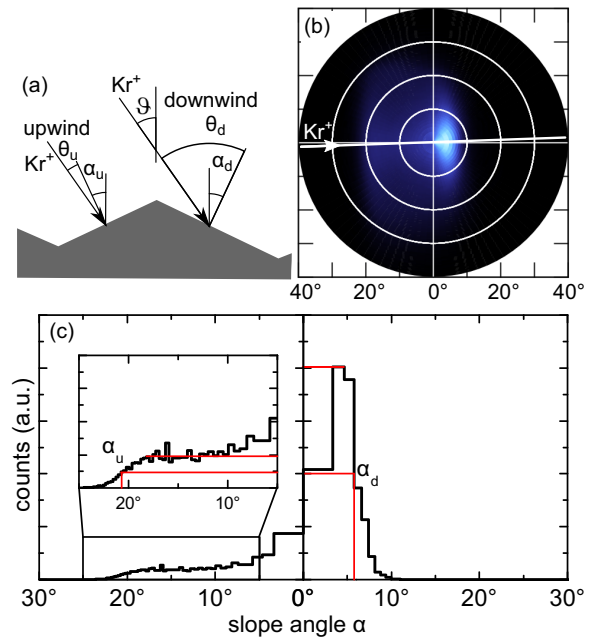 (a)
Kr+
ϑ
downwind
θd
upwind
Kr+
θu
αu
αd
(b)
Kr+
40° 20° 0° 20° 40°
(c)
counts (a.u.)
αu
20° 10°
αd
30° 20° 10° 0° 10° 20° 30°
slope angle α